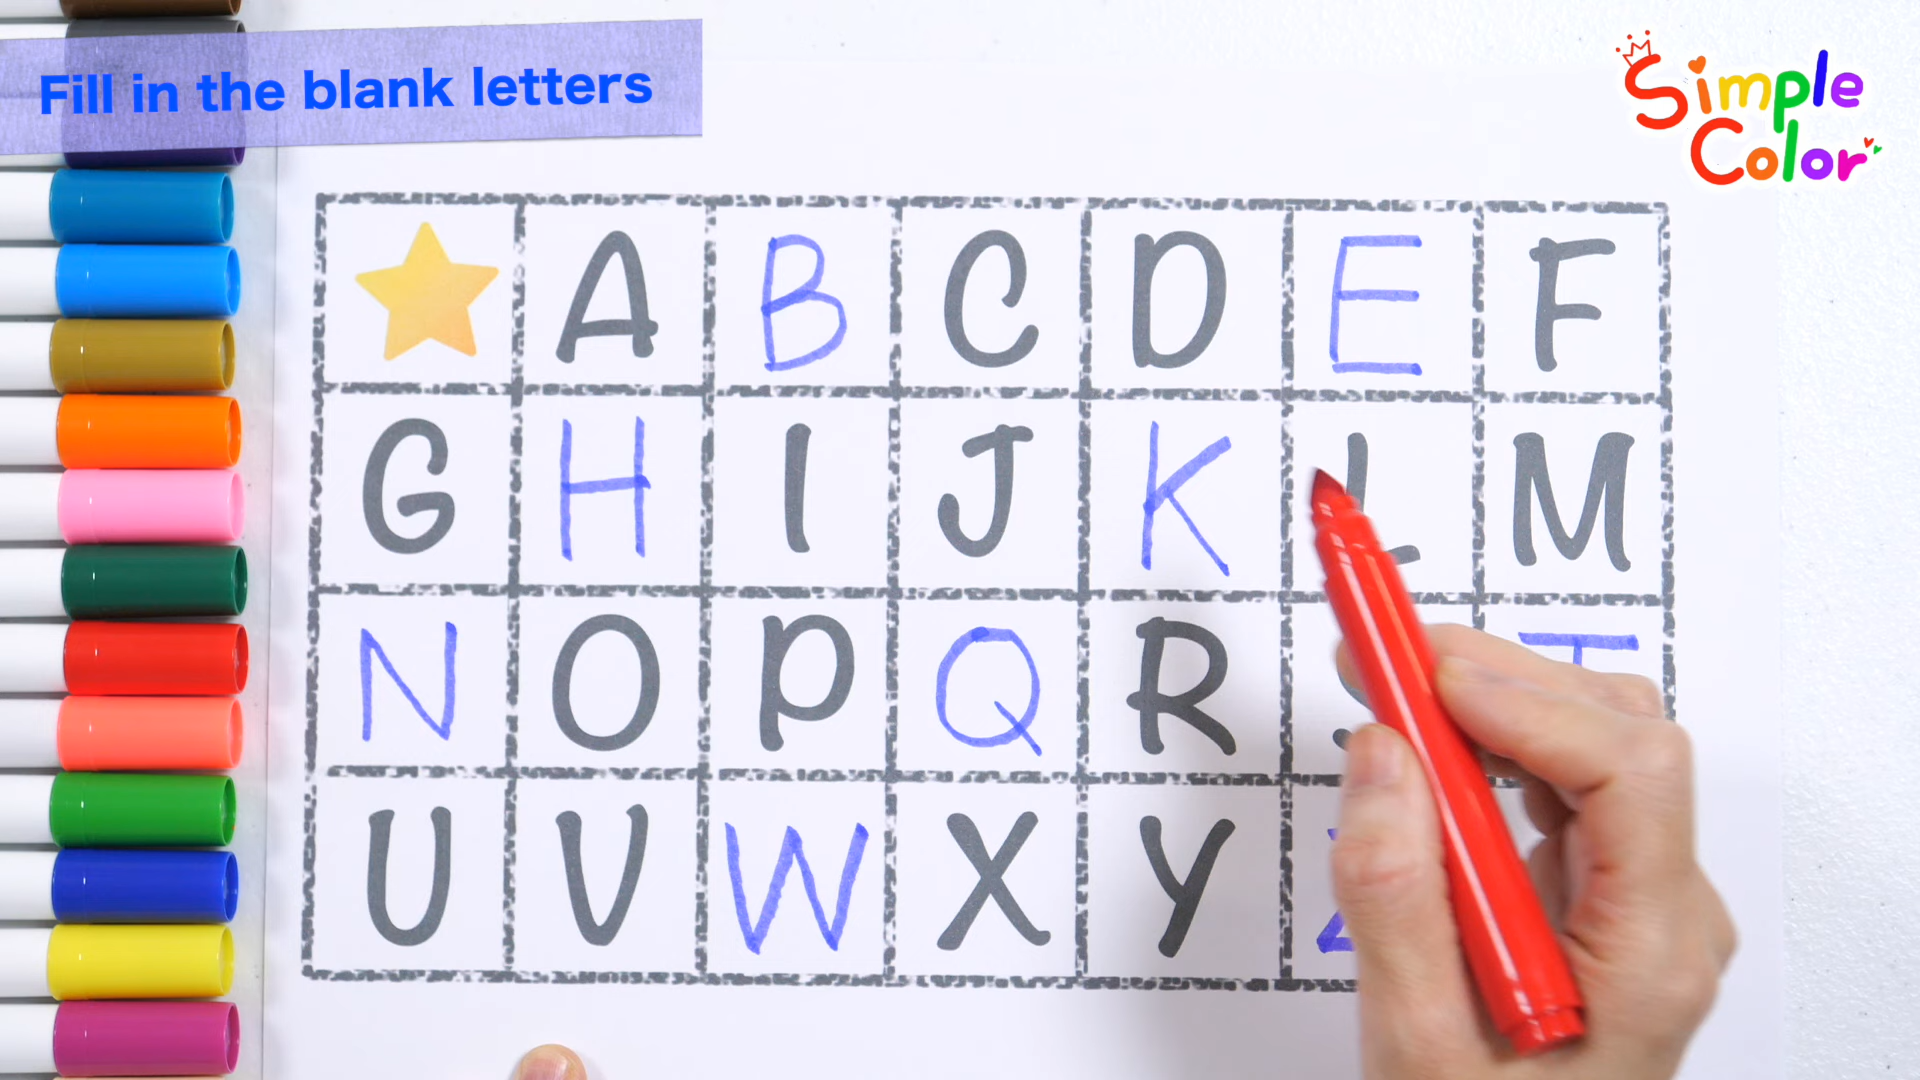 Fill in the blank letters
Simple
Color
A B C D E F
G H I J K L M
N O P Q R S T
U V W X Y Z